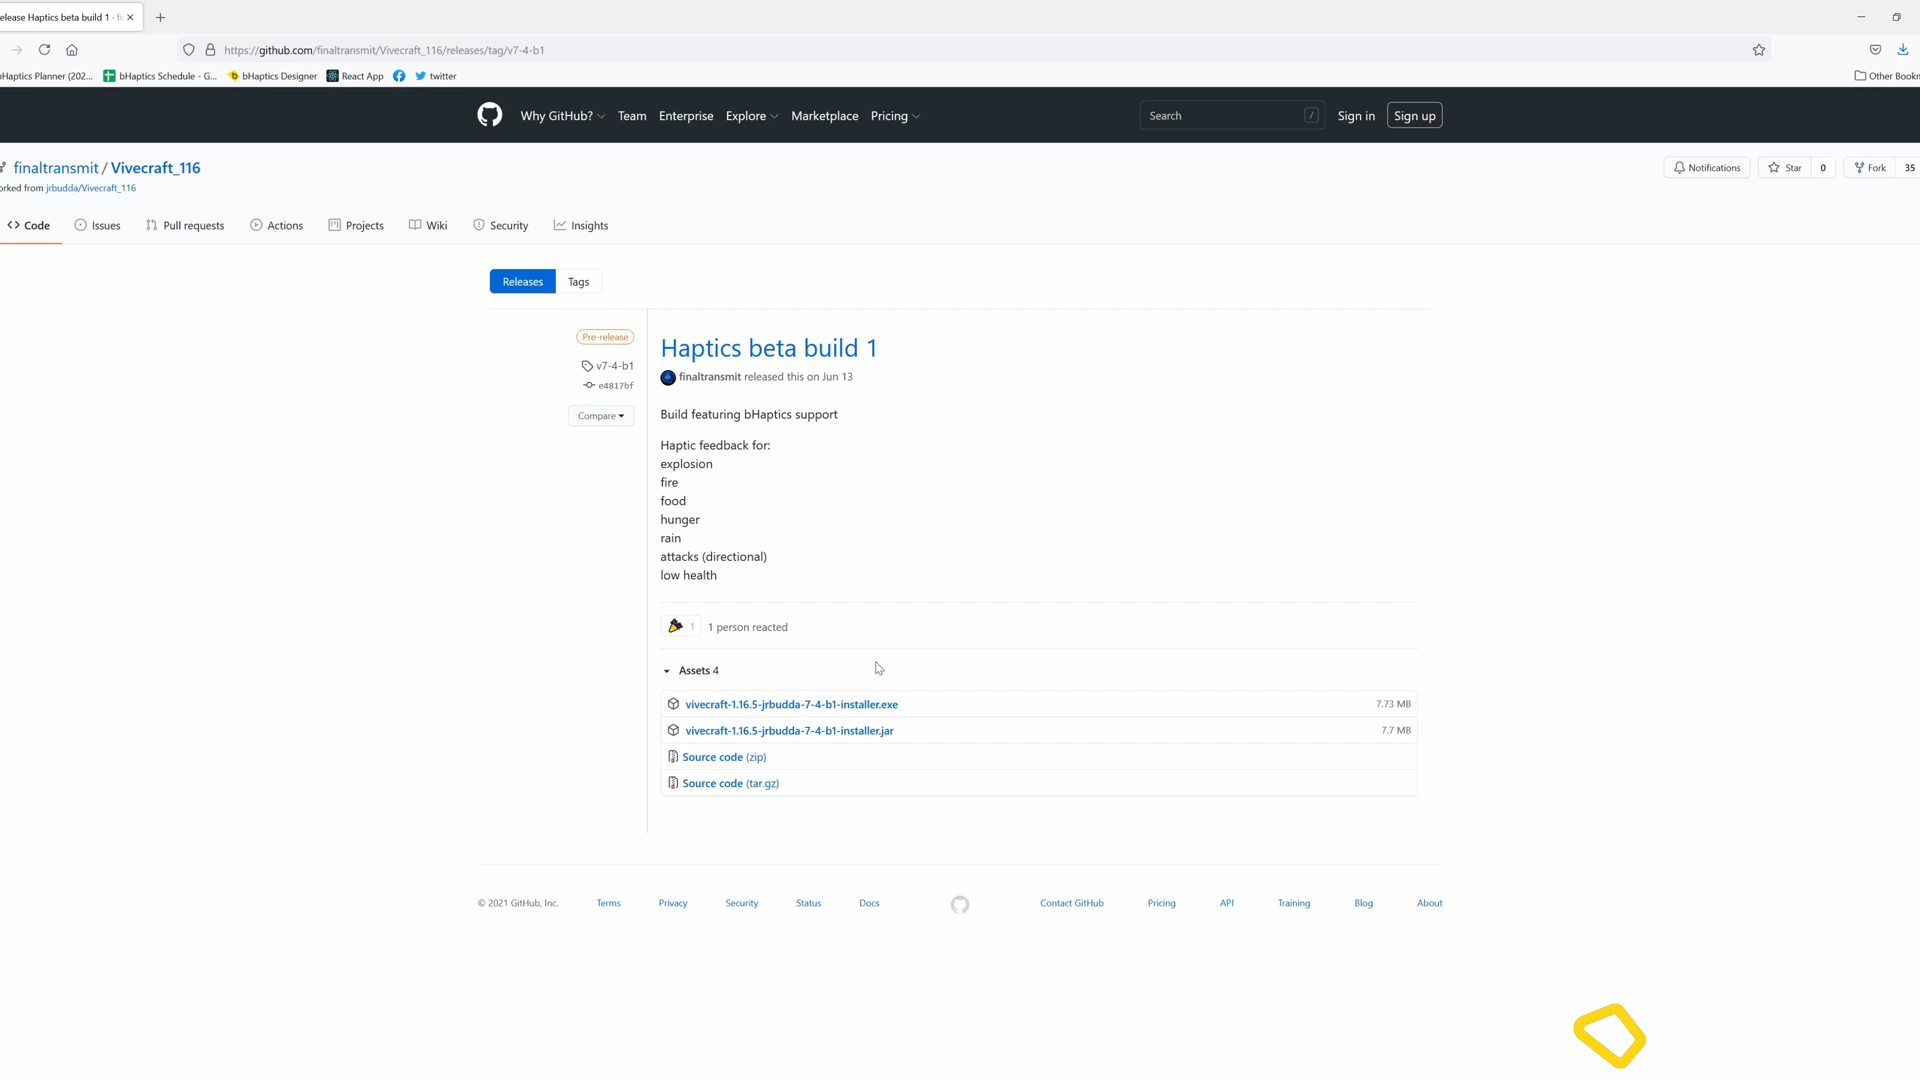 elease Haptics beta build 1 · fi
https://github.com/finaltransmit/Vivecraft_116/releases/tag/v7-4-b1
Haptics Planner (202... bHaptics Schedule - G... bHaptics Designer React App twitter Other Bookm
Why GitHub? Team Enterprise Explore Marketplace Pricing Search / Sign in Sign up
finaltransmit / Vivecraft_116 Notifications Star 0 Fork 35
orked from jrbudda/Vivecraft_116
Code Issues Pull requests Actions Projects Wiki Security Insights
Releases Tags
Pre-release
v7-4-b1
e4817bf
Compare
Haptics beta build 1
finaltransmit released this on Jun 13
Build featuring bHaptics support
Haptic feedback for:
explosion
fire
food
hunger
rain
attacks (directional)
low health
1 1 person reacted
Assets 4
vivecraft-1.16.5-jrbudda-7-4-b1-installer.exe 7.73 MB
vivecraft-1.16.5-jrbudda-7-4-b1-installer.jar 7.7 MB
Source code (zip)
Source code (tar.gz)
© 2021 GitHub, Inc. Terms Privacy Security Status Docs Contact GitHub Pricing API Training Blog About